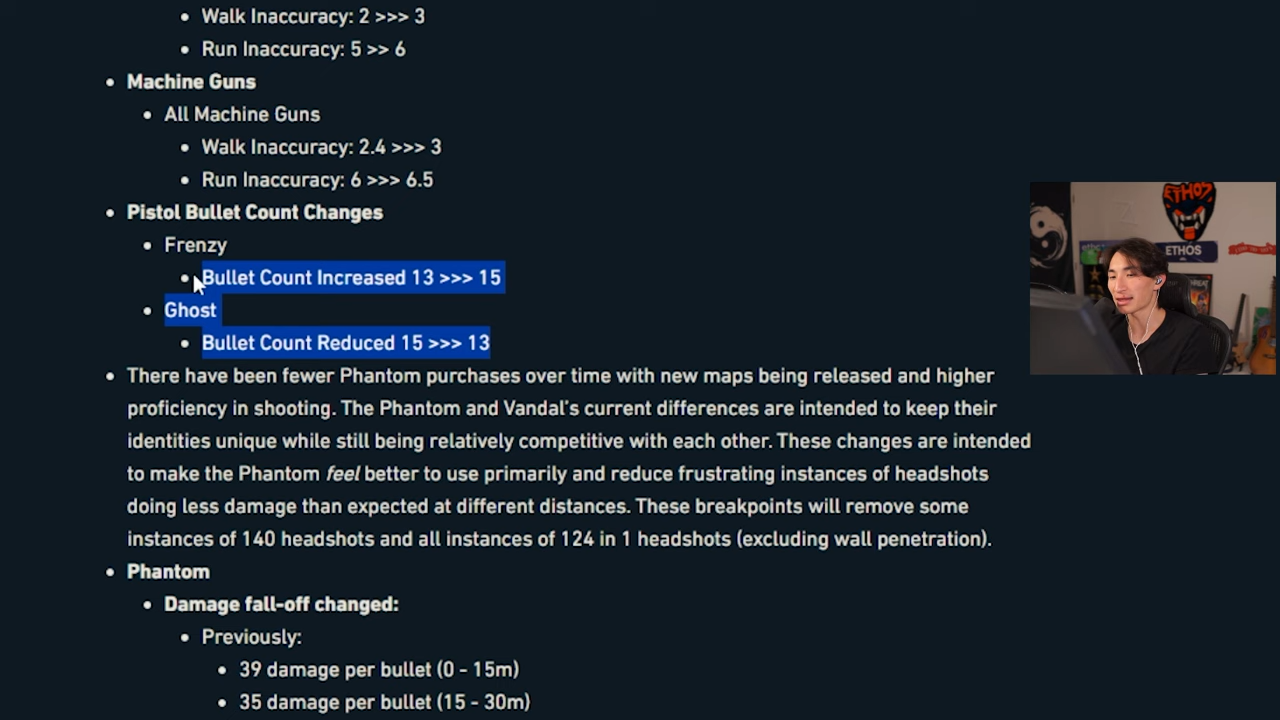 Walk Inaccuracy: 2 >>> 3
Run Inaccuracy: 5 >> 6
Machine Guns
All Machine Guns
Walk Inaccuracy: 2.4 >>> 3
Run Inaccuracy: 6 >>> 6.5
Pistol Bullet Count Changes
Frenzy
Bullet Count Increased 13 >>> 15
Ghost
Bullet Count Reduced 15 >>> 13
There have been fewer Phantom purchases over time with new maps being released and higher
proficiency in shooting. The Phantom and Vandal's current differences are intended to keep their
identities unique while still being relatively competitive with each other. These changes are intended
to make the Phantom feel better to use primarily and reduce frustrating instances of headshots
doing less damage than expected at different distances. These breakpoints will remove some
instances of 140 headshots and all instances of 124 in 1 headshots (excluding wall penetration).
Phantom
Damage fall-off changed:
Previously:
39 damage per bullet (0 - 15m)
35 damage per bullet (15 - 30m)
ETHOS
ETHOS